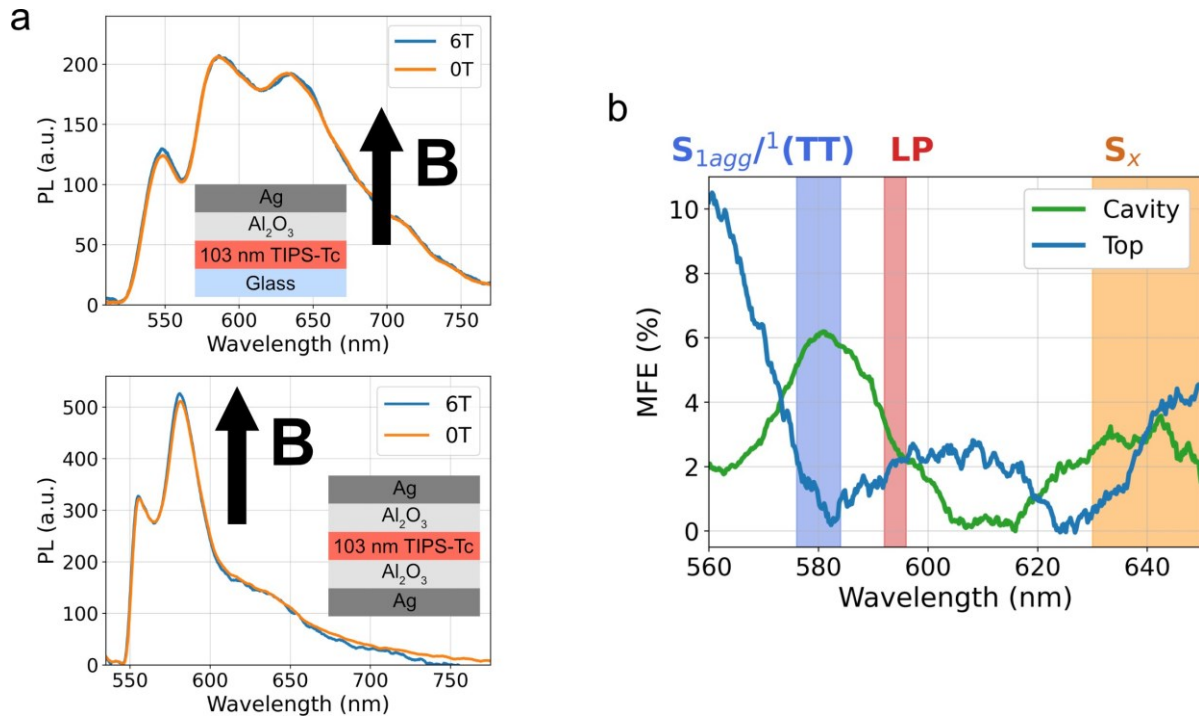 a
PL (a.u.)
200
150
100
50
0
6T
0T
B
Ag
Al₂O₃
103 nm TIPS-Tc
Glass
550 600 650 700 750
Wavelength (nm)
PL (a.u.)
500
400
300
200
100
0
6T
0T
B
Ag
Al₂O₃
103 nm TIPS-Tc
Al₂O₃
Ag
550 600 650 700 750
Wavelength (nm)
b
S₁agg/¹(TT) LP Sₓ
MFE (%)
10
8
6
4
2
0
Cavity
Top
560 580 600 620 640
Wavelength (nm)